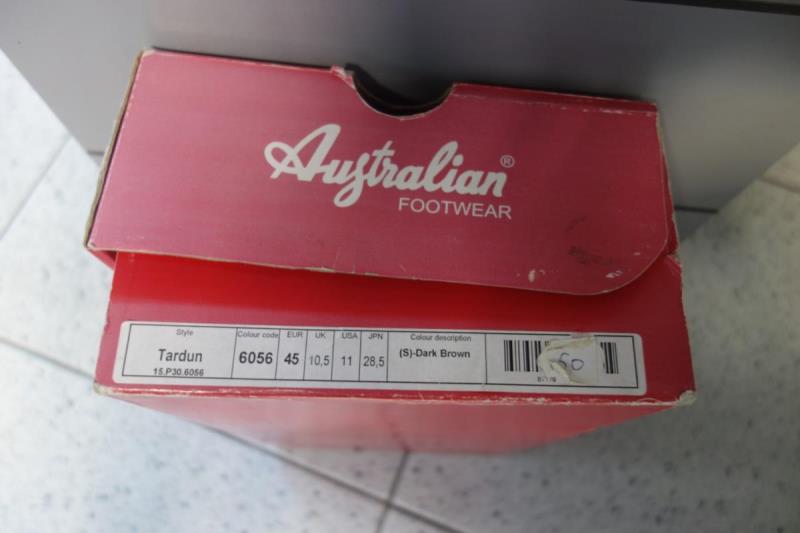 Australian®
FOOTWEAR
Style Colour code EUR UK USA JPN Colour description
Tardun 6056 45 10,5 11 28,5 (S)-Dark Brown
15.P30.6056
60